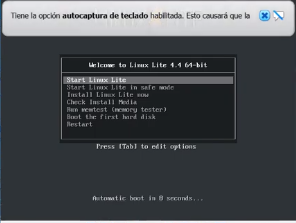 Tiene la opción autocaptura de teclado habilitada. Esto causará que la
Welcome to Linux Lite 4.4 64-bit
Start Linux Lite
Start Linux Lite in safe mode
Install Linux Lite now
Check Install Media
Run memtest (memory tester)
Boot the first hard disk
Restart
Press [Tab] to edit options
Automatic boot in 8 seconds...